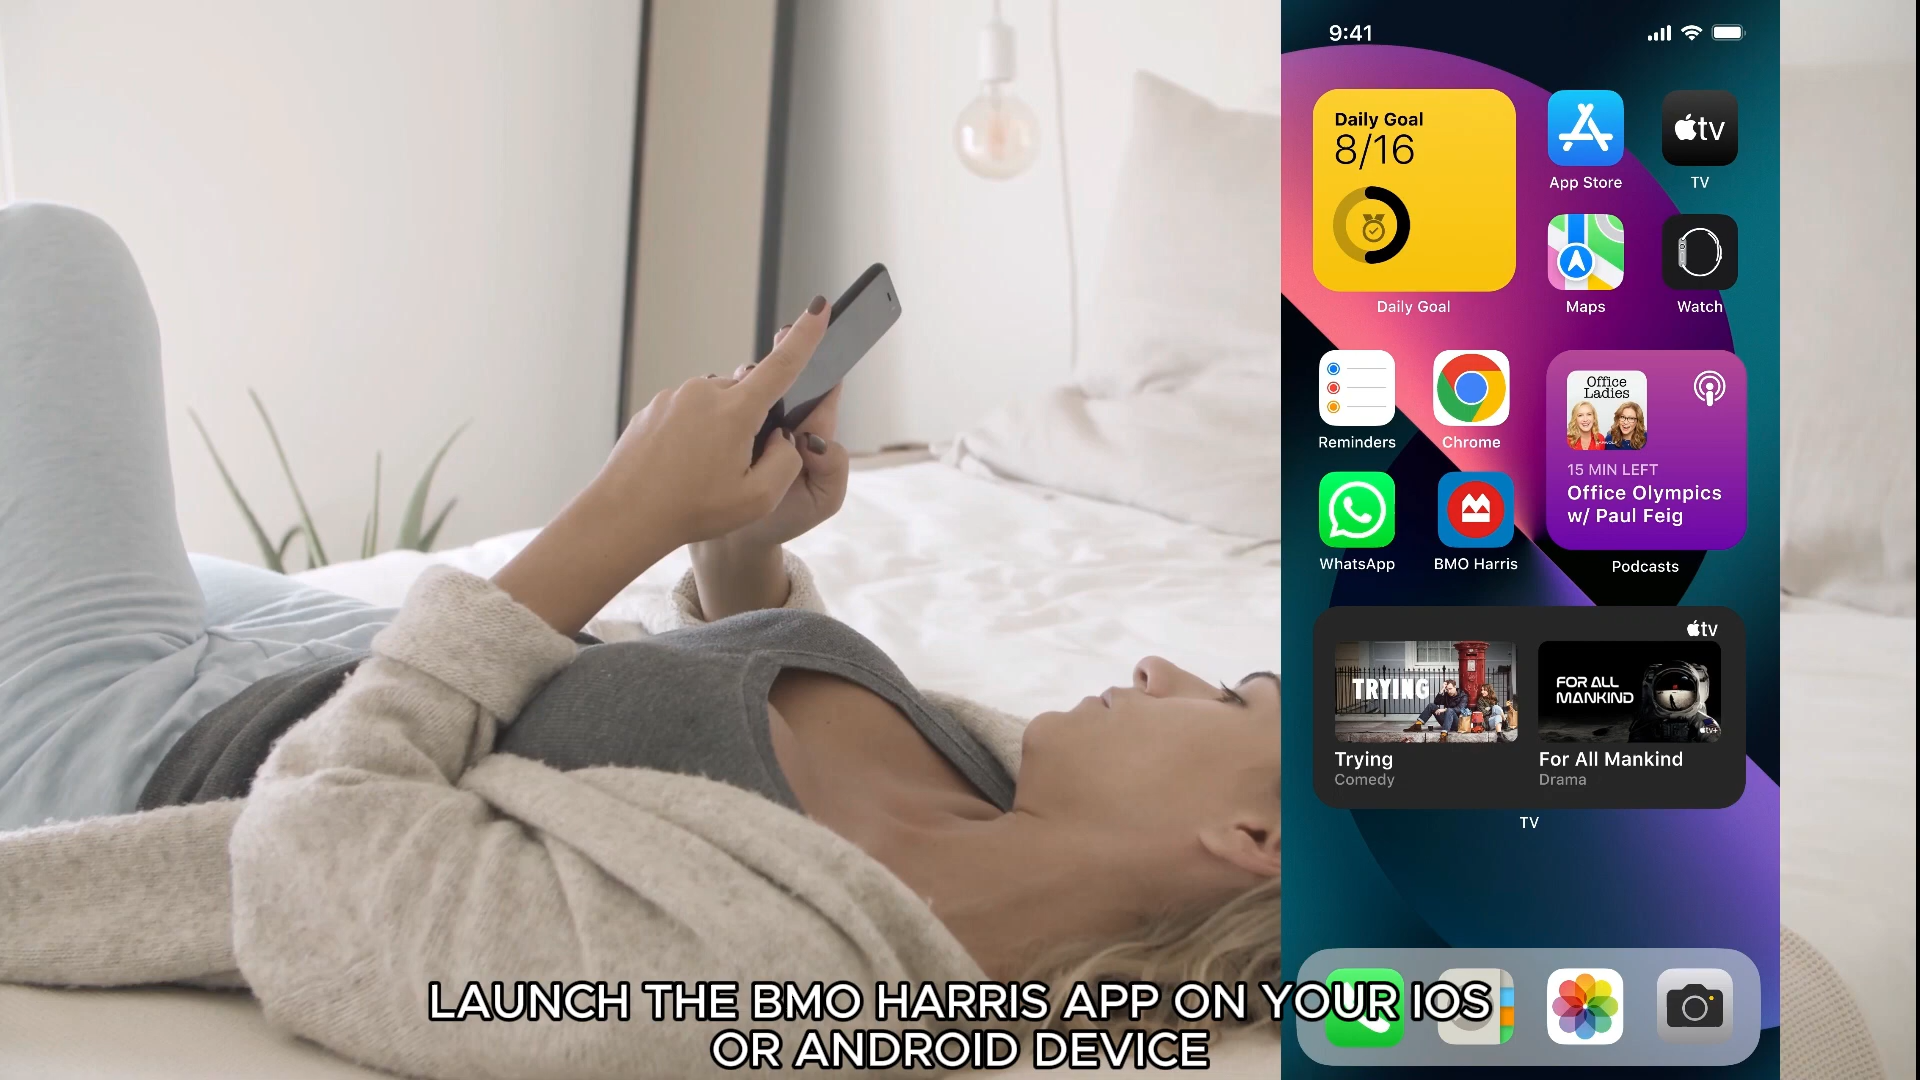 9:41
Daily Goal
8/16
Daily Goal
App Store
tv
TV
Maps
Watch
Reminders
Chrome
Office
Ladies
15 MIN LEFT
Office Olympics
w/ Paul Feig
Podcasts
WhatsApp
BMO Harris
tv
TRYING
FOR ALL
MANKIND
tv+
Trying
Comedy
For All Mankind
Drama
TV
LAUNCH THE BMO HARRIS APP ON YOUR IOS
OR ANDROID DEVICE